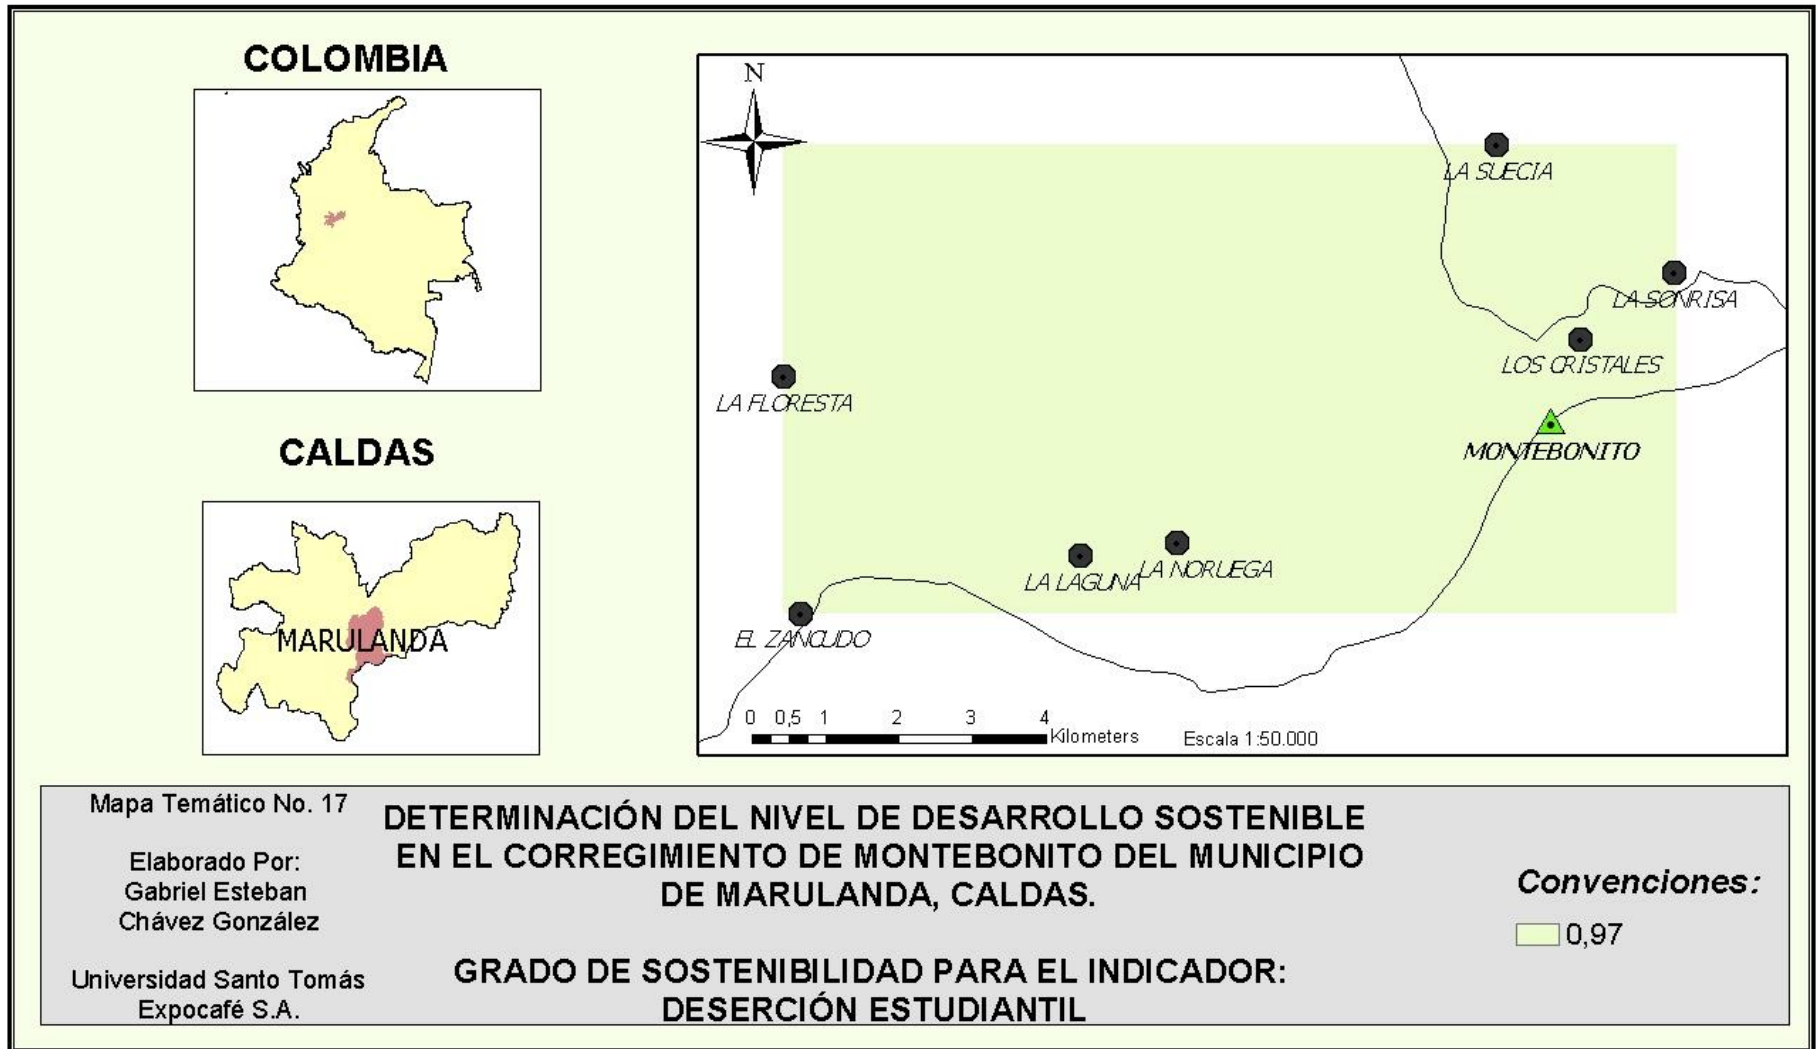 COLOMBIA
CALDAS
MARULANDA
N
LA SUECIA
LA SONRISA
LOS CRISTALES
LA FLORESTA
MONTEBONITO
LA NORUEGA
LA LAGUNA
EL ZANCUDO
0 0,5 1 2 3 4
Kilometers
Escala 1:50.000
Mapa Temático No. 17
Elaborado Por:
Gabriel Esteban
Chávez González
Universidad Santo Tomás
Expocafé S.A.
DETERMINACIÓN DEL NIVEL DE DESARROLLO SOSTENIBLE
EN EL CORREGIMIENTO DE MONTEBONITO DEL MUNICIPIO
DE MARULANDA, CALDAS.
GRADO DE SOSTENIBILIDAD PARA EL INDICADOR:
DESERCIÓN ESTUDIANTIL
Convenciones:
0,97